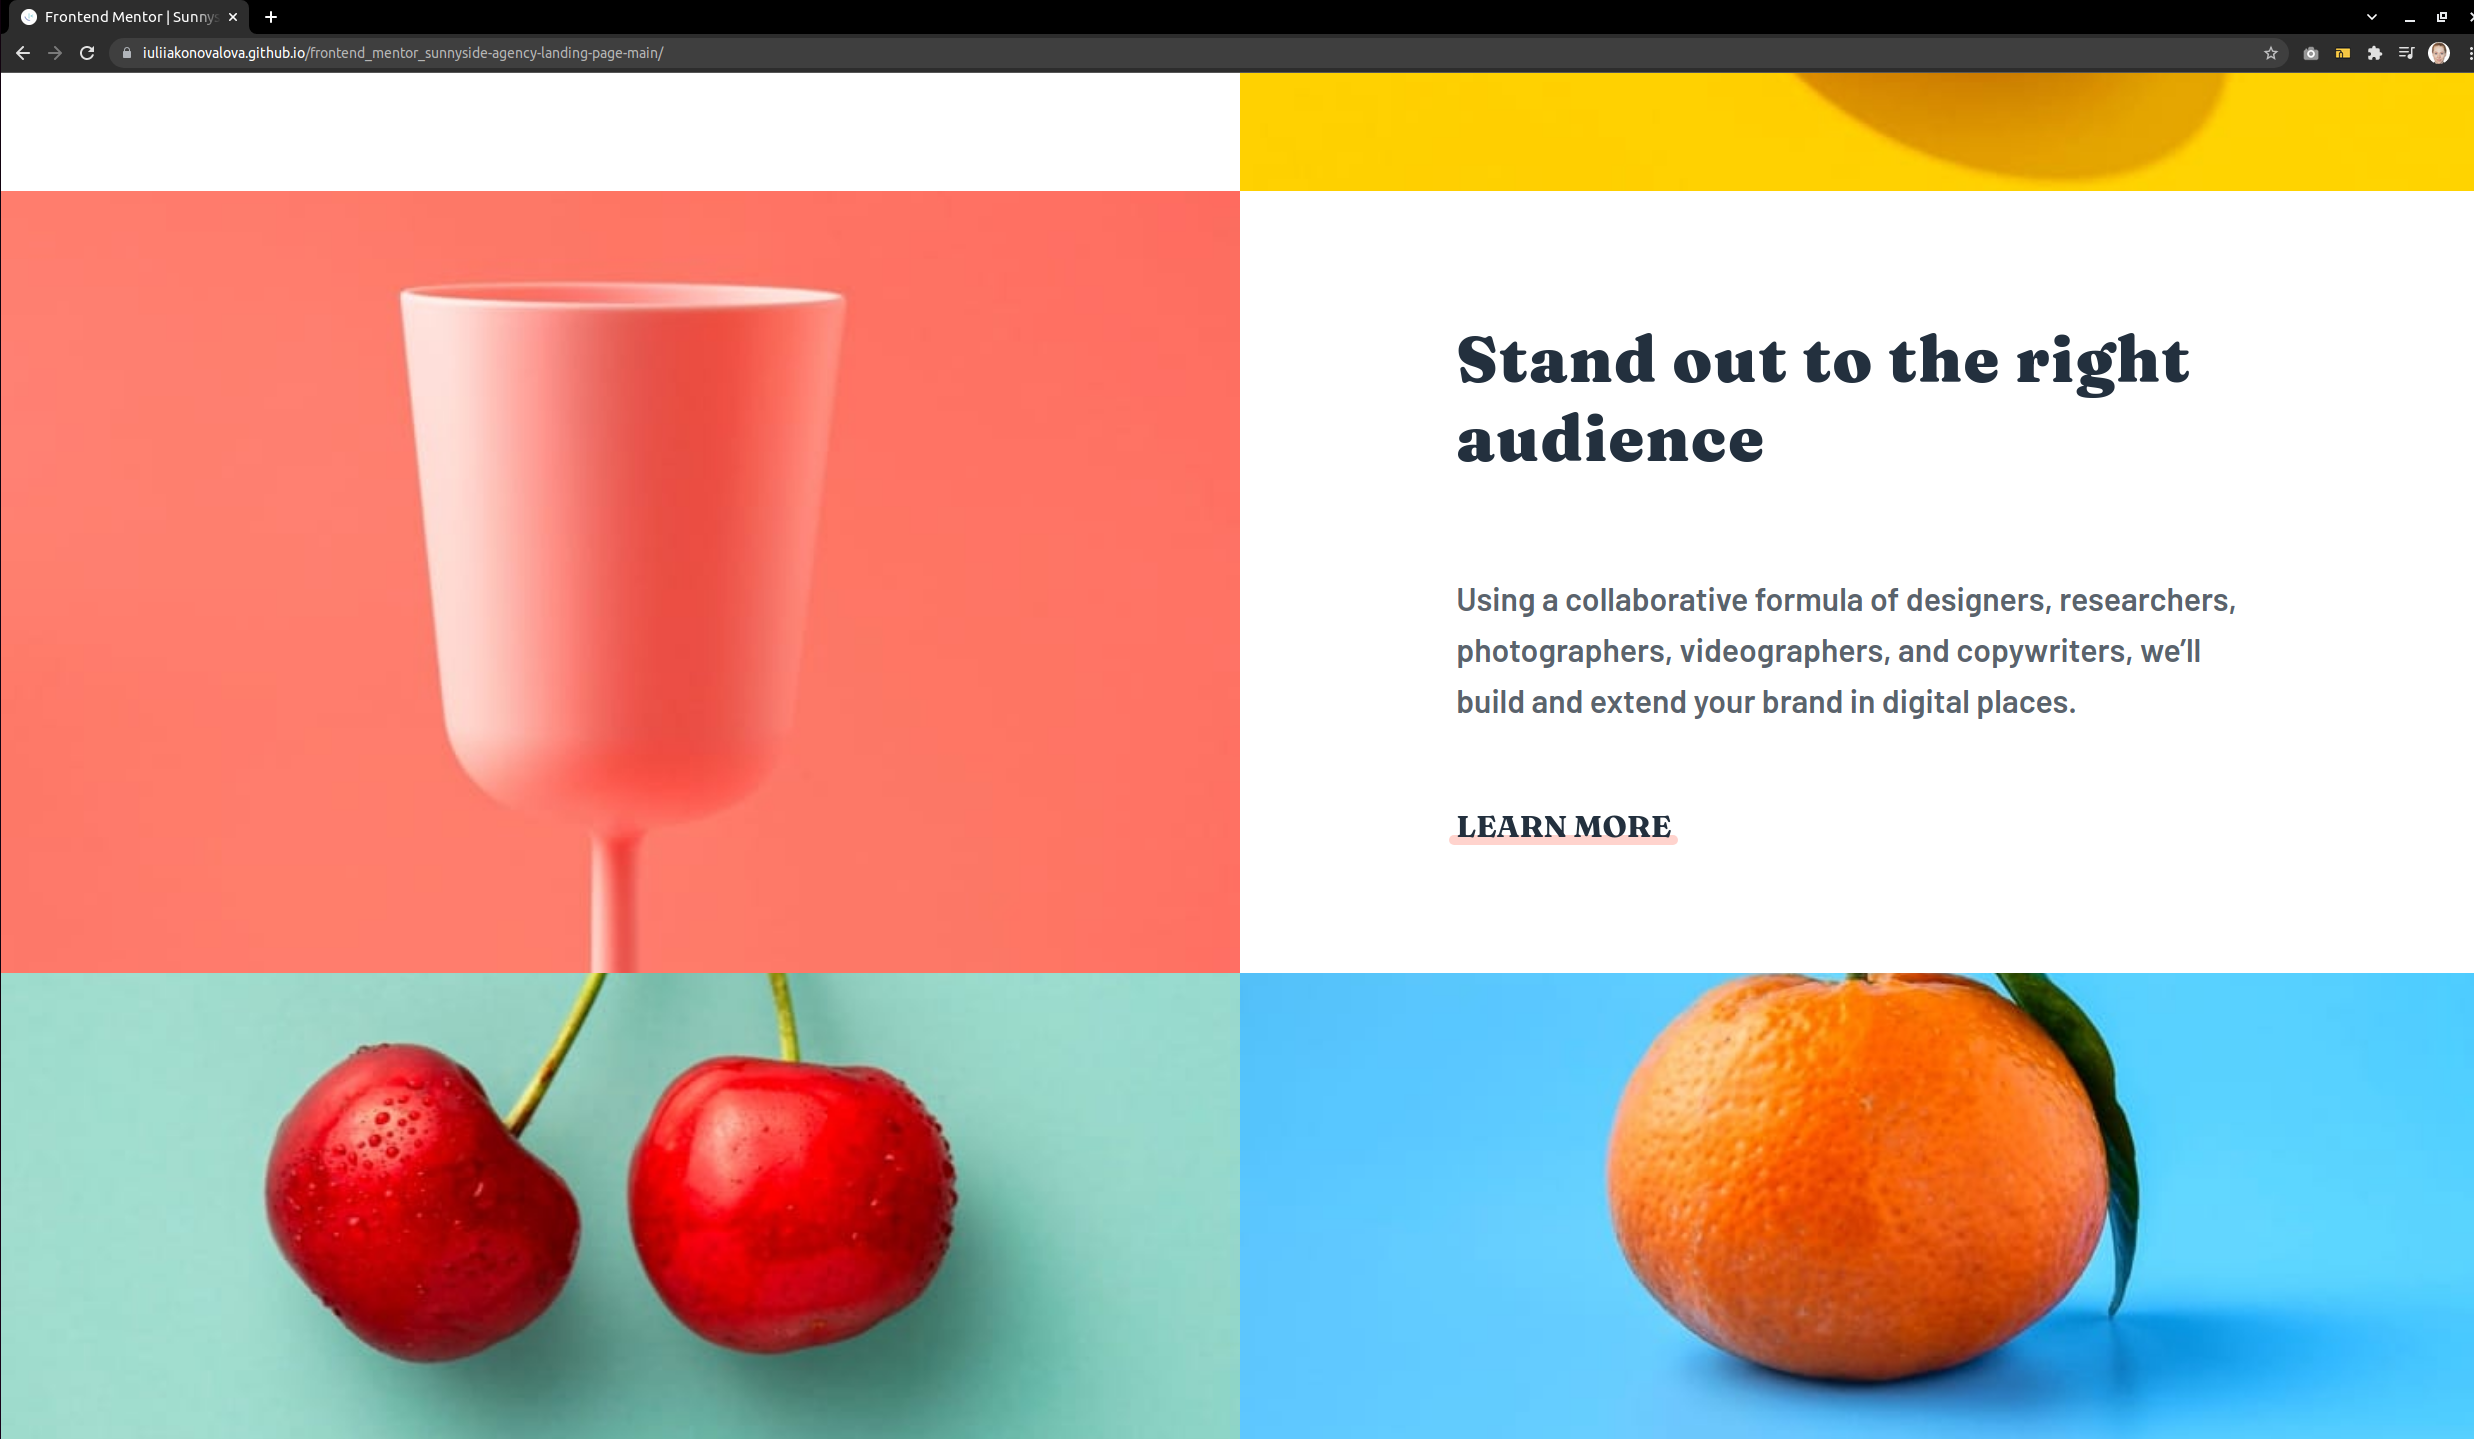 Frontend Mentor | Sunnys
iuliiakonovalova.github.io/frontend_mentor_sunnyside-agency-landing-page-main/
Stand out to the right
audience
Using a collaborative formula of designers, researchers,
photographers, videographers, and copywriters, we’ll
build and extend your brand in digital places.
LEARN MORE